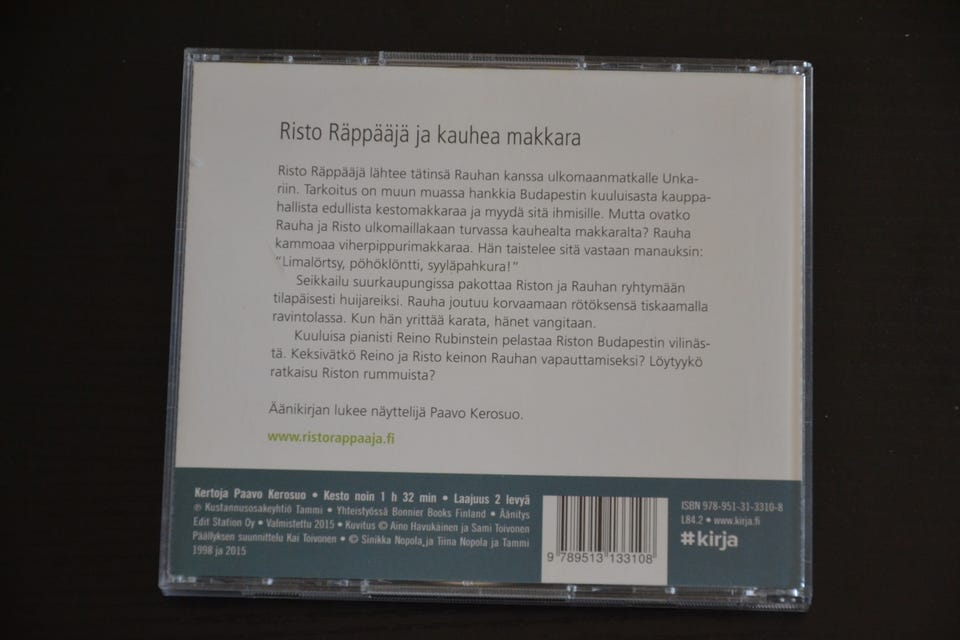 Risto Räppääjä ja kauhea makkara
Risto Räppääjä lähtee tätinsä Rauhan kanssa ulkomaanmatkalle Unka-
riin. Tarkoitus on muun muassa hankkia Budapestin kuuluisasta kauppa-
hallista edullista kestomakkaraa ja myydä sitä ihmisille. Mutta ovatko
Rauha ja Risto ulkomaillakaan turvassa kauhealta makkaralta? Rauha
kammoaa viherpippurimakkaraa. Hän taistelee sitä vastaan manauksin:
"Limalörtsy, pöhöklöntti, syyläpahkura!"
Seikkailu suurkaupungissa pakottaa Riston ja Rauhan ryhtymään
tilapäisesti huijareiksi. Rauha joutuu korvaamaan rötöksensä tiskaamalla
ravintolassa. Kun hän yrittää karata, hänet vangitaan.
Kuuluisa pianisti Reino Rubinstein pelastaa Riston Budapestin vilinäs-
tä. Keksivätkö Reino ja Risto keinon Rauhan vapauttamiseksi? Löytyykö
ratkaisu Riston rummuista?
Äänikirjan lukee näyttelijä Paavo Kerosuo.
www.ristorappaaja.fi
Kertoja Paavo Kerosuo • Kesto noin 1 h 32 min • Laajuus 2 levyä
℗ Kustannusosakeyhtiö Tammi • Yhteistyössä Bonnier Books Finland • Äänitys
Edit Station Oy • Valmistettu 2015 • Kuvitus © Aino Havukainen ja Sami Toivonen
Päällyksen suunnittelu Kai Toivonen • © Sinikka Nopola ja Tiina Nopola ja Tammi
1998 ja 2015
9 789513 133108
ISBN 978-951-31-3310-8
L84.2 • www.kirja.fi
#kirja